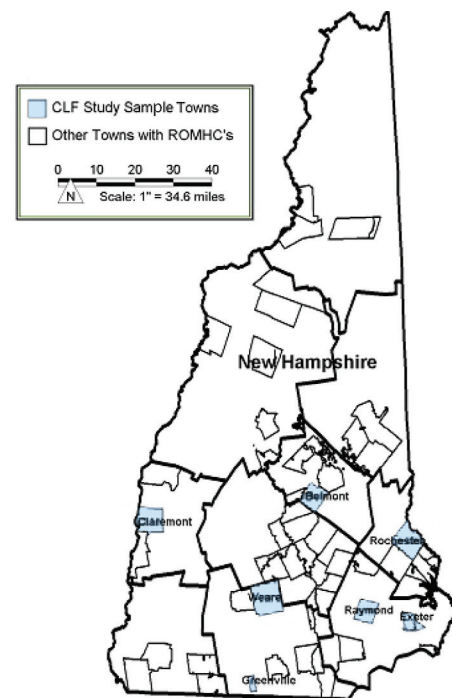 CLF Study Sample Towns
Other Towns with ROMHC's
0 10 20 30 40
N
Scale: 1" = 34.6 miles
New Hampshire
Belmont
Claremont
Rochester
Weare
Raymond
Exeter
Greenville